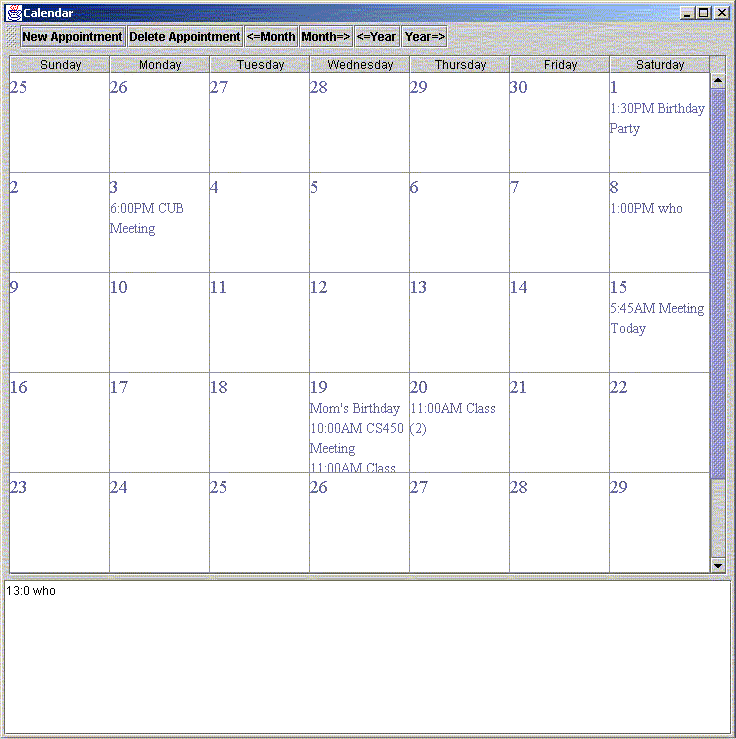 Calendar
New Appointment Delete Appointment <=Month Month=> <=Year Year=>
Sunday Monday Tuesday Wednesday Thursday Friday Saturday
25 26 27 28 29 30 1
1:30PM Birthday
Party
2 3 4 5 6 7 8
6:00PM CUB 1:00PM who
Meeting
9 10 11 12 13 14 15
5:45AM Meeting
Today
16 17 18 19 20 21 22
Mom's Birthday 11:00AM Class
10:00AM CS450 (2)
Meeting
11:00AM Class
23 24 25 26 27 28 29
13:0 who